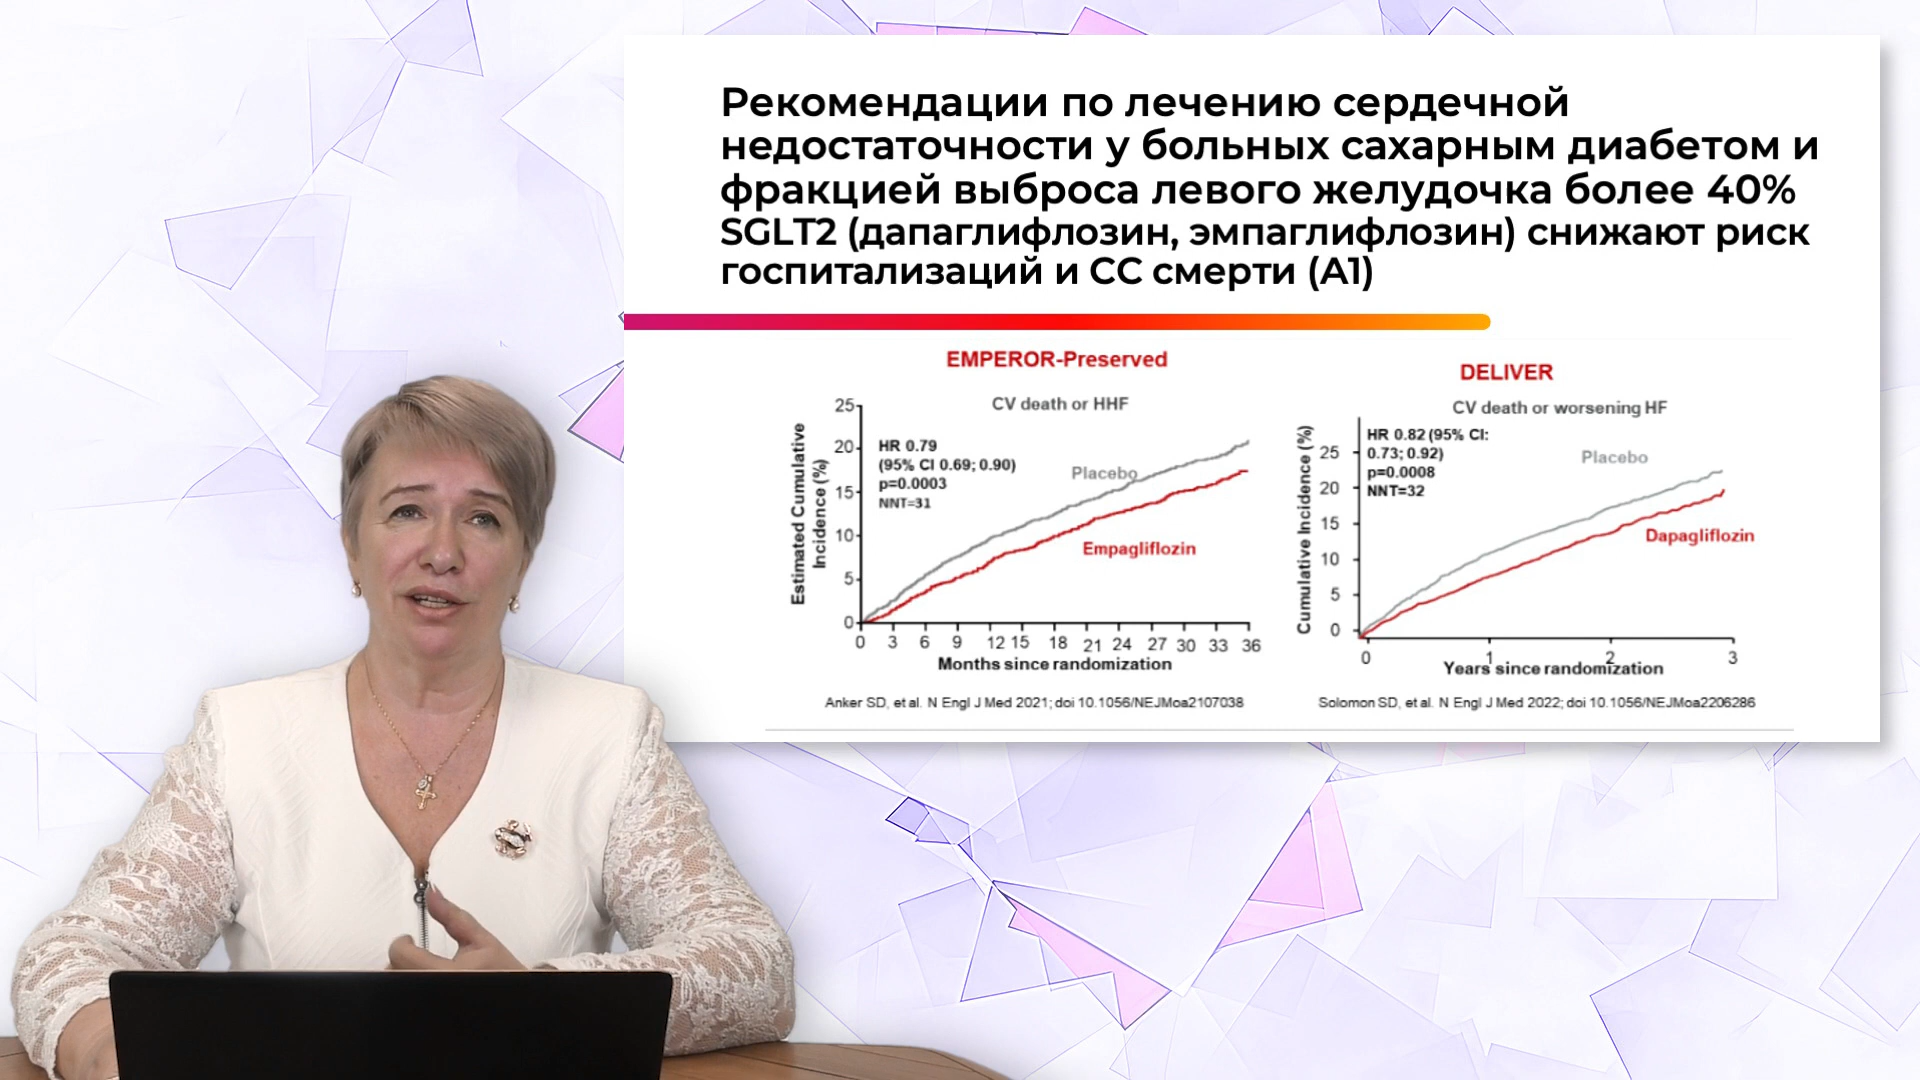 Рекомендации по лечению сердечной
недостаточности у больных сахарным диабетом и
фракцией выброса левого желудочка более 40%
SGLT2 (дапаглифлозин, эмпаглифлозин) снижают риск
госпитализаций и СС смерти (А1)
EMPEROR-Preserved
CV death or HHF
Estimated Cumulative
Incidence (%)
25
20
15
10
5
0
HR 0.79
(95% CI 0.69; 0.90)
p=0.0003
NNT=31
Placebo
Empagliflozin
0 3 6 9 12 15 18 21 24 27 30 33 36
Months since randomization
Anker SD, et al. N Engl J Med 2021; doi 10.1056/NEJMoa2107038
DELIVER
CV death or worsening HF
Cumulative Incidence (%)
25
20
15
10
5
0
HR 0.82 (95% CI:
0.73; 0.92)
p=0.0008
NNT=32
Placebo
Dapagliflozin
0 1 2 3
Years since randomization
Solomon SD, et al. N Engl J Med 2022; doi 10.1056/NEJMoa2206286